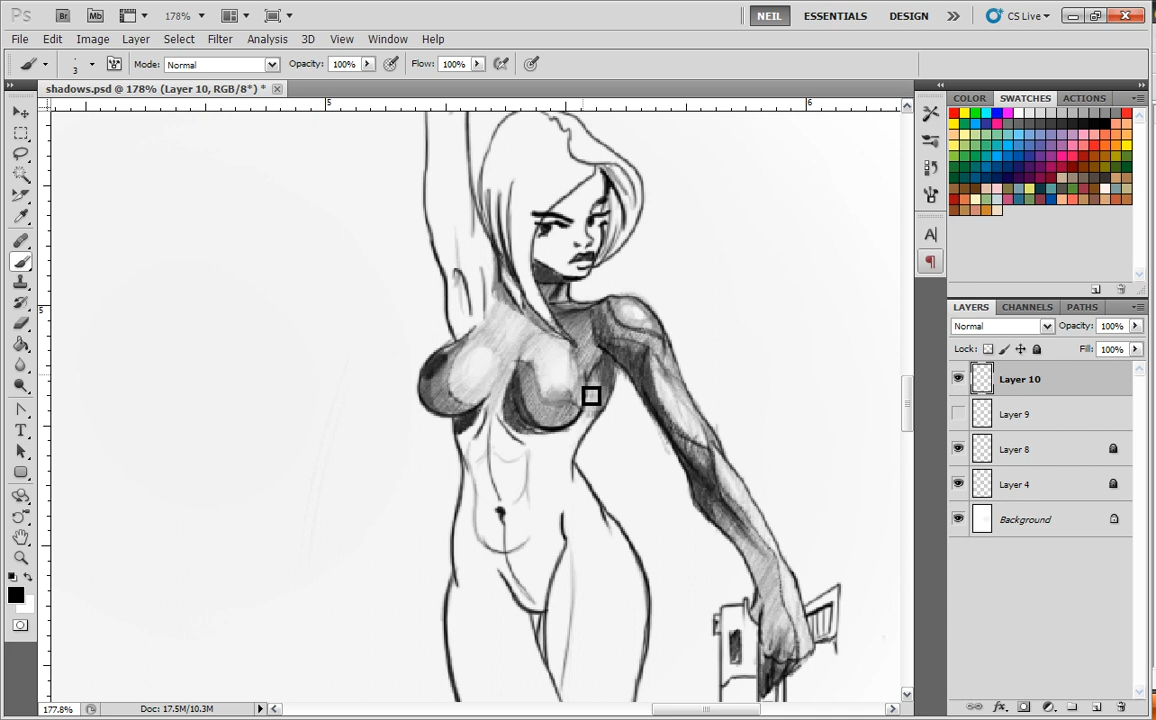 Ps Br Mb 178% NEIL ESSENTIALS DESIGN CS Live
File Edit Image Layer Select Filter Analysis 3D View Window Help
3 Mode: Normal Opacity: 100% Flow: 100%
shadows.psd @ 178% (Layer 10, RGB/8*) *
5 6
5
COLOR SWATCHES ACTIONS
A
T
LAYERS CHANNELS PATHS
Normal Opacity: 100%
Lock: Fill: 100%
Layer 10
Layer 9
Layer 8
Layer 4
Background
fx
177.8% Doc: 17.5M/10.3M